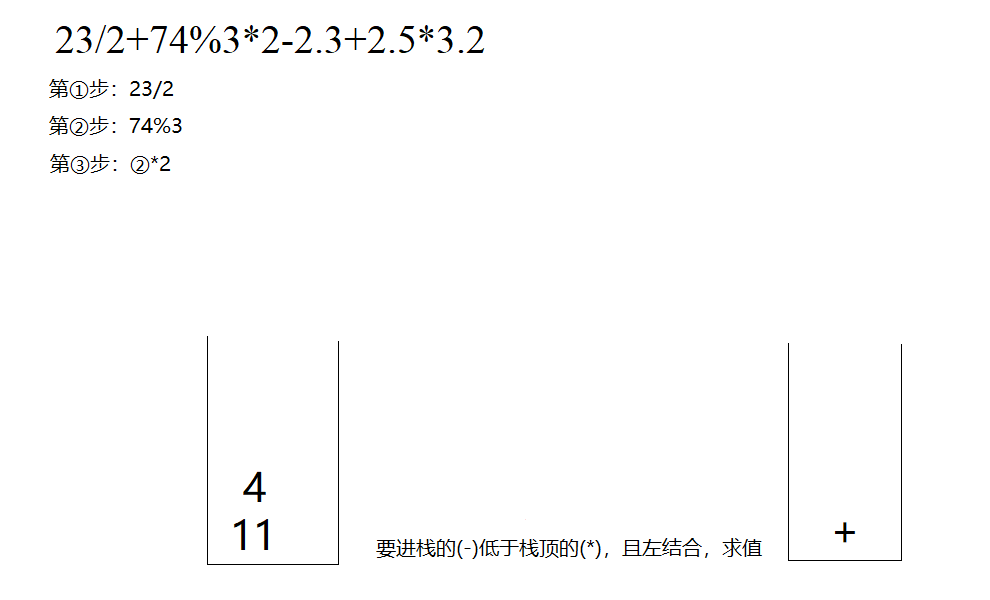 23/2+74%3*2-2.3+2.5*3.2
第①步：23/2
第②步：74%3
第③步：②*2
4
11
要进栈的(-)低于栈顶的(*)，且左结合，求值
+